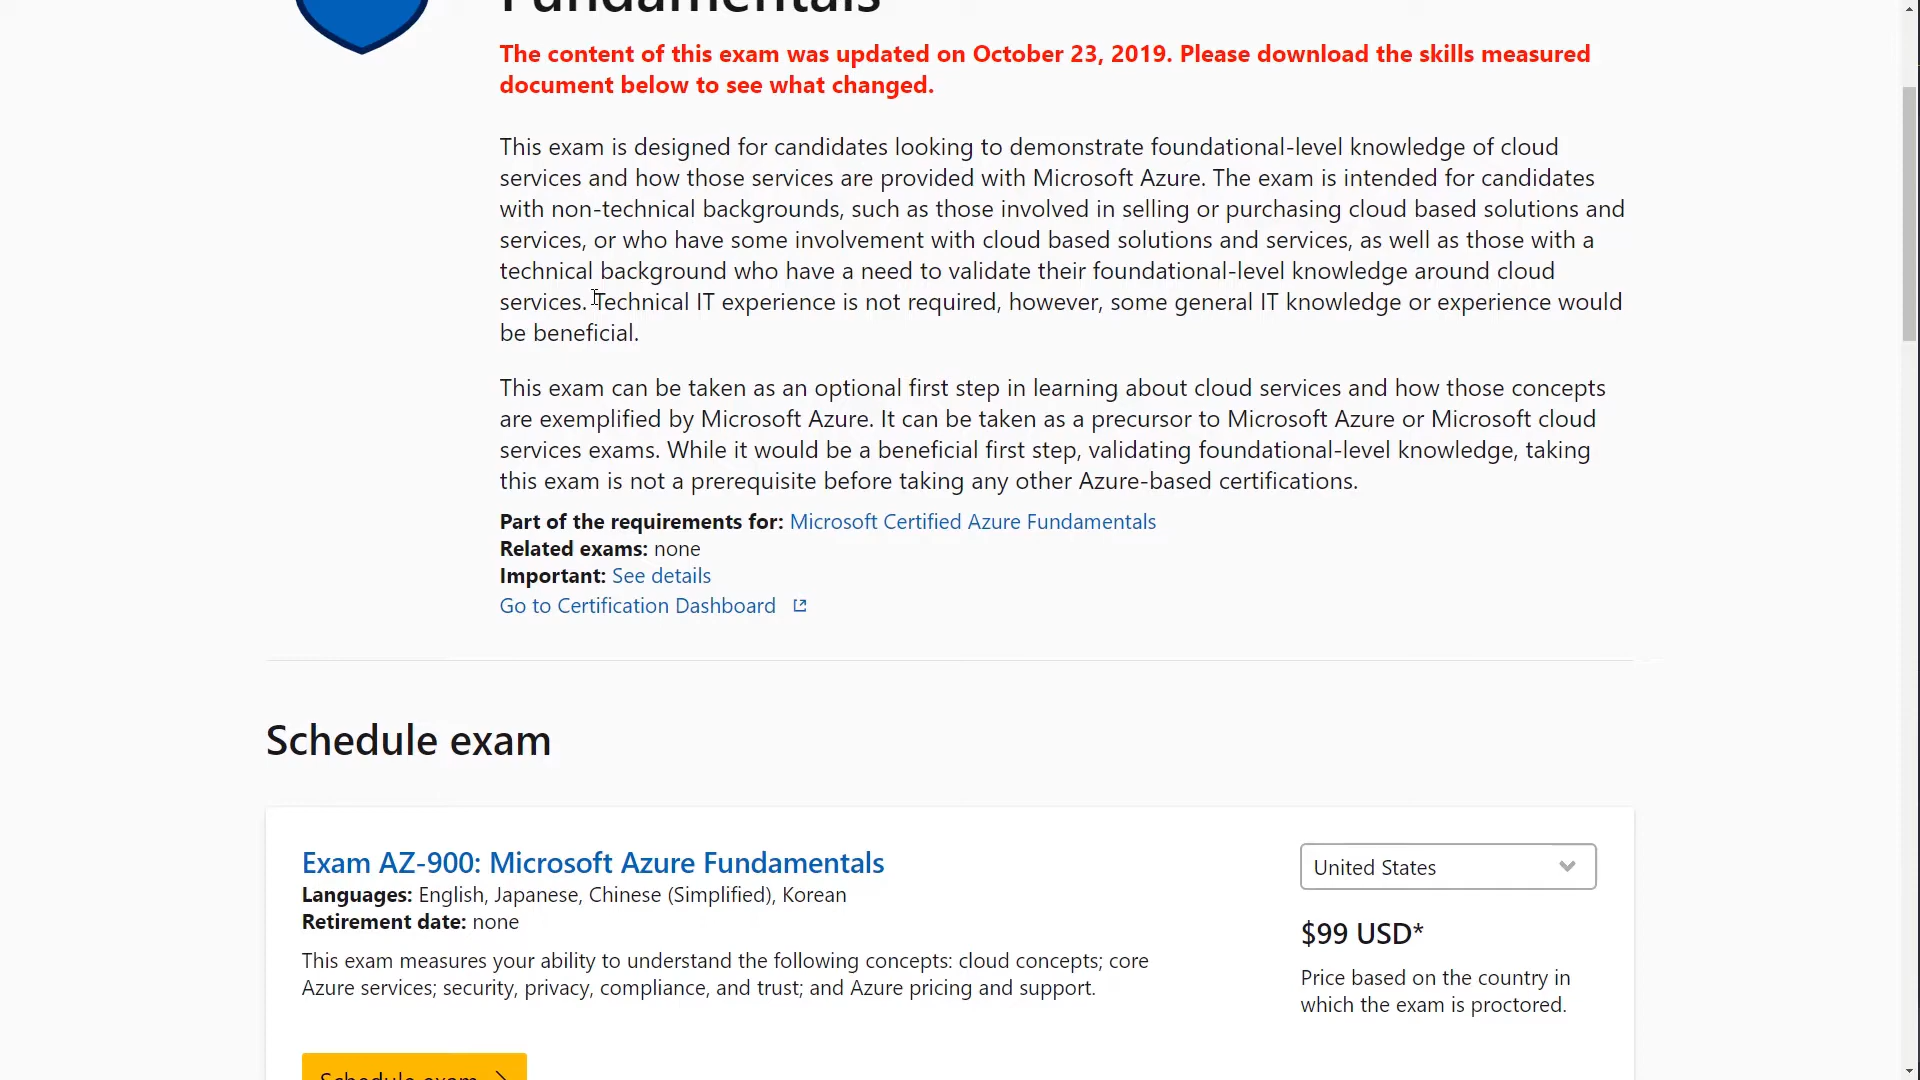 Fundamentals
The content of this exam was updated on October 23, 2019. Please download the skills measured
document below to see what changed.
This exam is designed for candidates looking to demonstrate foundational-level knowledge of cloud
services and how those services are provided with Microsoft Azure. The exam is intended for candidates
with non-technical backgrounds, such as those involved in selling or purchasing cloud based solutions and
services, or who have some involvement with cloud based solutions and services, as well as those with a
technical background who have a need to validate their foundational-level knowledge around cloud
services. Technical IT experience is not required, however, some general IT knowledge or experience would
be beneficial.
This exam can be taken as an optional first step in learning about cloud services and how those concepts
are exemplified by Microsoft Azure. It can be taken as a precursor to Microsoft Azure or Microsoft cloud
services exams. While it would be a beneficial first step, validating foundational-level knowledge, taking
this exam is not a prerequisite before taking any other Azure-based certifications.
Part of the requirements for: Microsoft Certified Azure Fundamentals
Related exams: none
Important: See details
Go to Certification Dashboard
Schedule exam
Exam AZ-900: Microsoft Azure Fundamentals
Languages: English, Japanese, Chinese (Simplified), Korean
Retirement date: none
This exam measures your ability to understand the following concepts: cloud concepts; core
Azure services; security, privacy, compliance, and trust; and Azure pricing and support.
United States
$99 USD*
Price based on the country in
which the exam is proctored.
Schedule exam